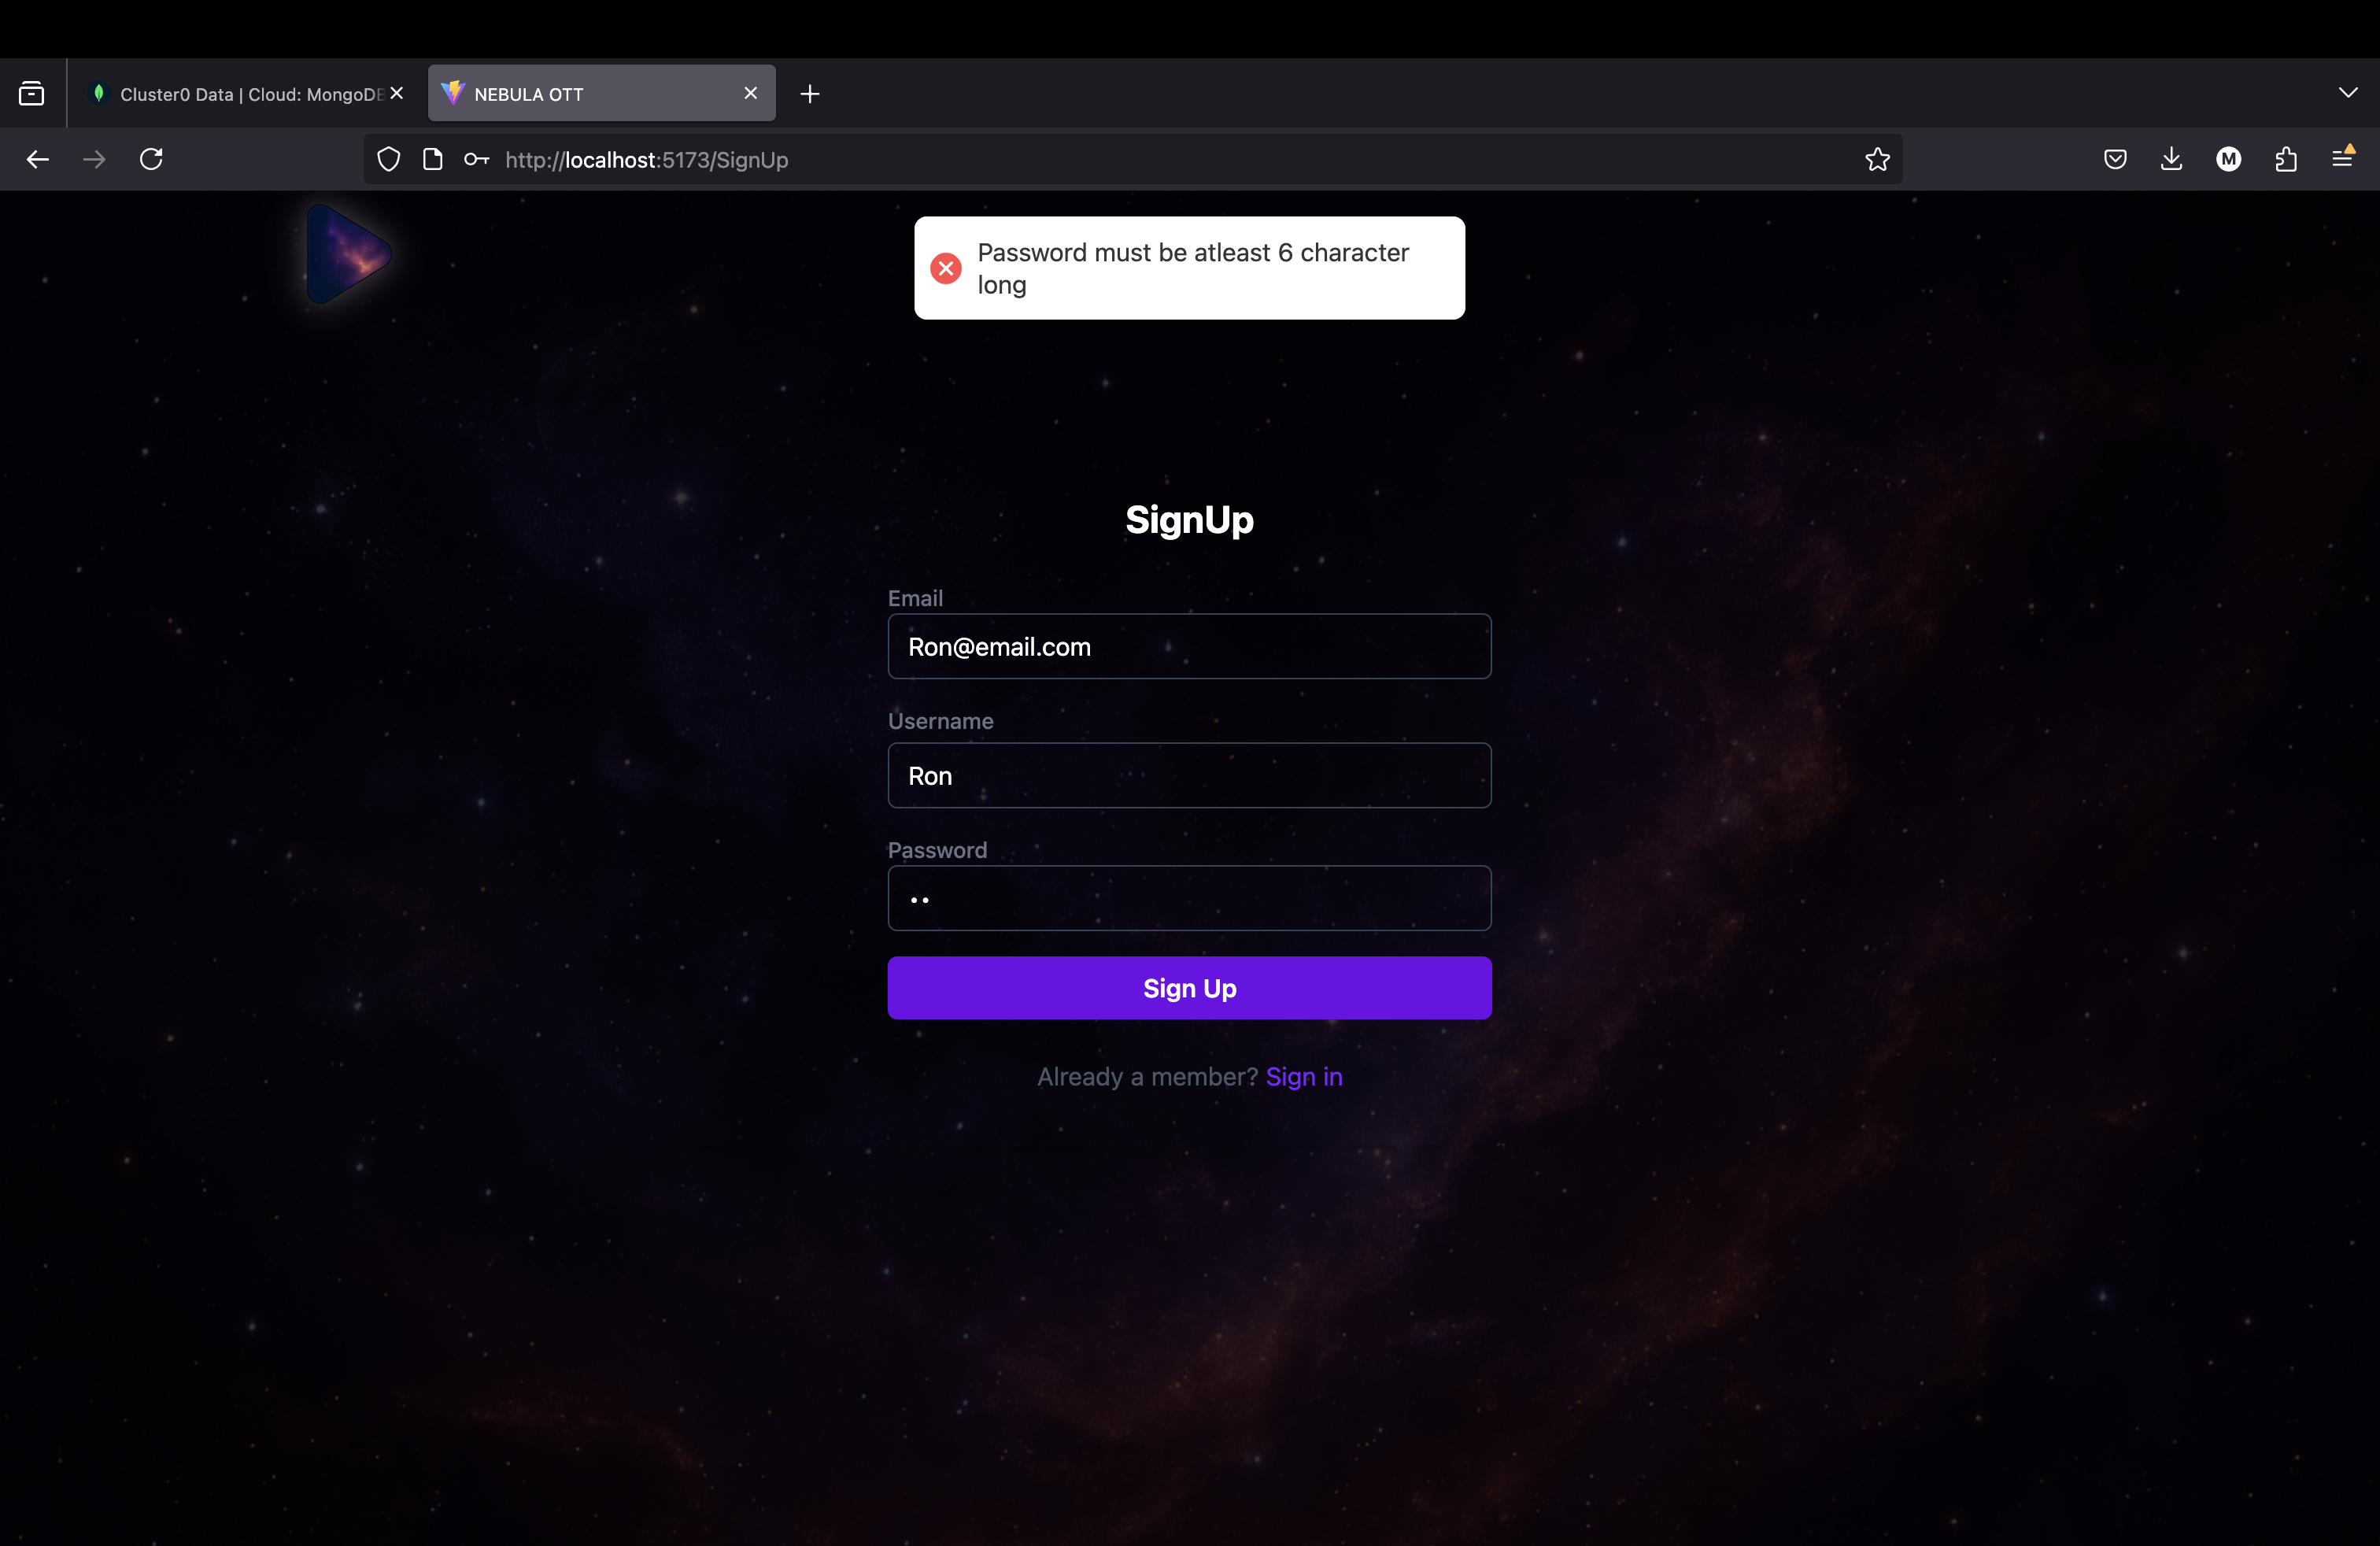 Cluster0 Data | Cloud: MongoDB
NEBULA OTT
http://localhost:5173/SignUp
M
Password must be atleast 6 character
long
SignUp
Email
Ron@email.com
Username
Ron
Password
Sign Up
Already a member? Sign in